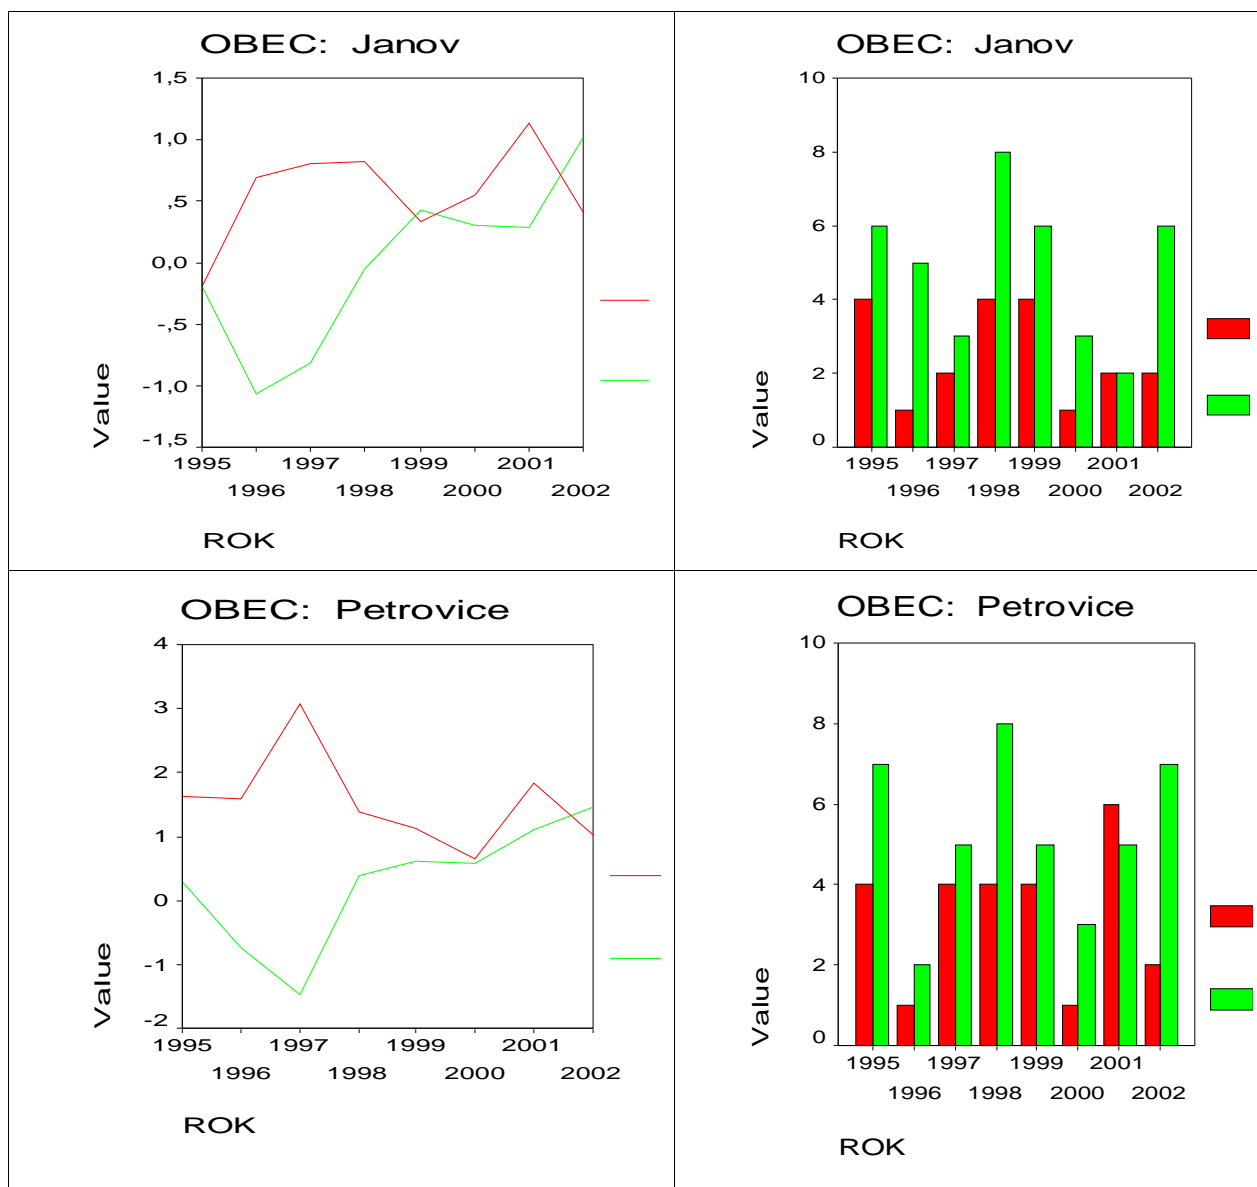 OBEC: Janov
1,5
1,0
,5
0,0
-,5
-1,0
-1,5
Value
1995 1997 1999 2001
1996 1998 2000 2002
ROK
OBEC: Janov
10
8
6
4
2
0
Value
1995 1997 1999 2001
1996 1998 2000 2002
ROK
OBEC: Petrovice
4
3
2
1
0
-1
-2
Value
1995 1997 1999 2001
1996 1998 2000 2002
ROK
OBEC: Petrovice
10
8
6
4
2
0
Value
1995 1997 1999 2001
1996 1998 2000 2002
ROK